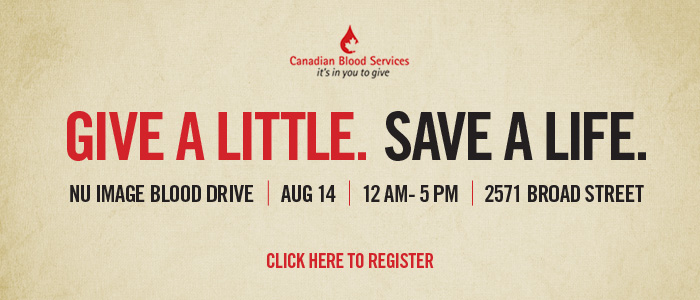 Canadian Blood Services
it's in you to give
GIVE A LITTLE. SAVE A LIFE.
NU IMAGE BLOOD DRIVE | AUG 14 | 12 AM- 5 PM | 2571 BROAD STREET
CLICK HERE TO REGISTER